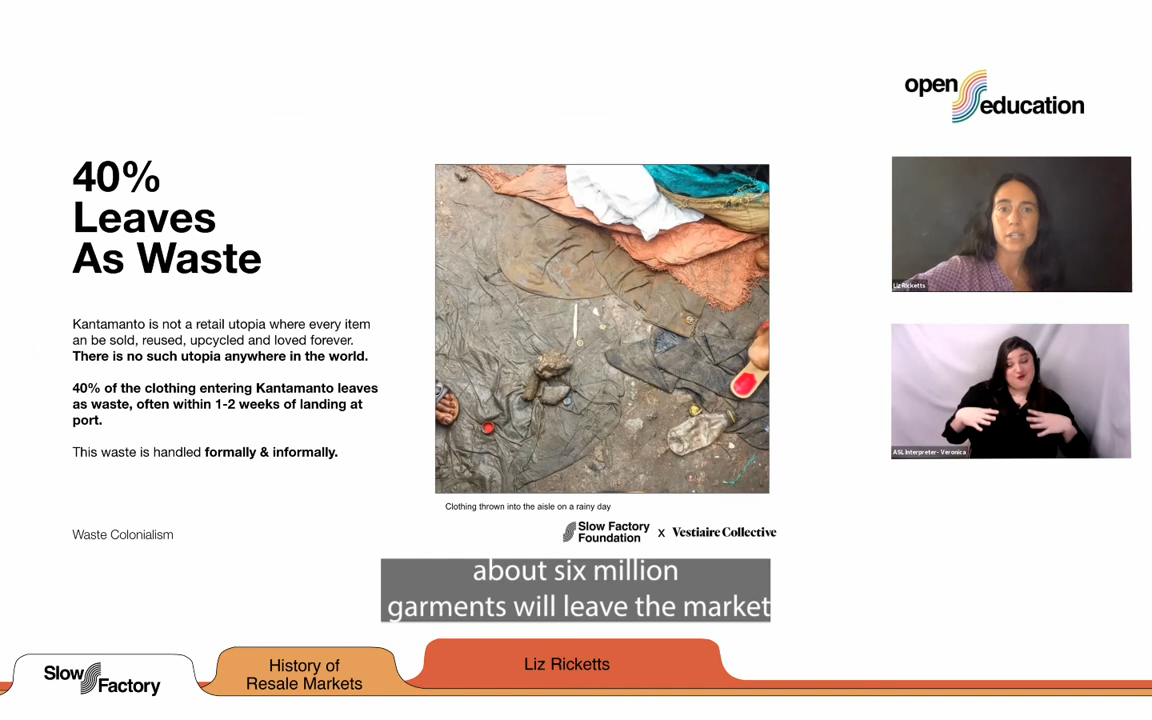 open
education
40%
Leaves
As Waste
Kantamanto is not a retail utopia where every item
an be sold, reused, upcycled and loved forever.
There is no such utopia anywhere in the world.
40% of the clothing entering Kantamanto leaves
as waste, often within 1-2 weeks of landing at
port.
This waste is handled formally & informally.
Waste Colonialism
Clothing thrown into the aisle on a rainy day
Slow Factory
Foundation x Vestiaire Collective
Liz Ricketts
ASL Interpreter- Veronica
about six million
garments will leave the market
Slow
Factory
History of
Resale Markets
Liz Ricketts